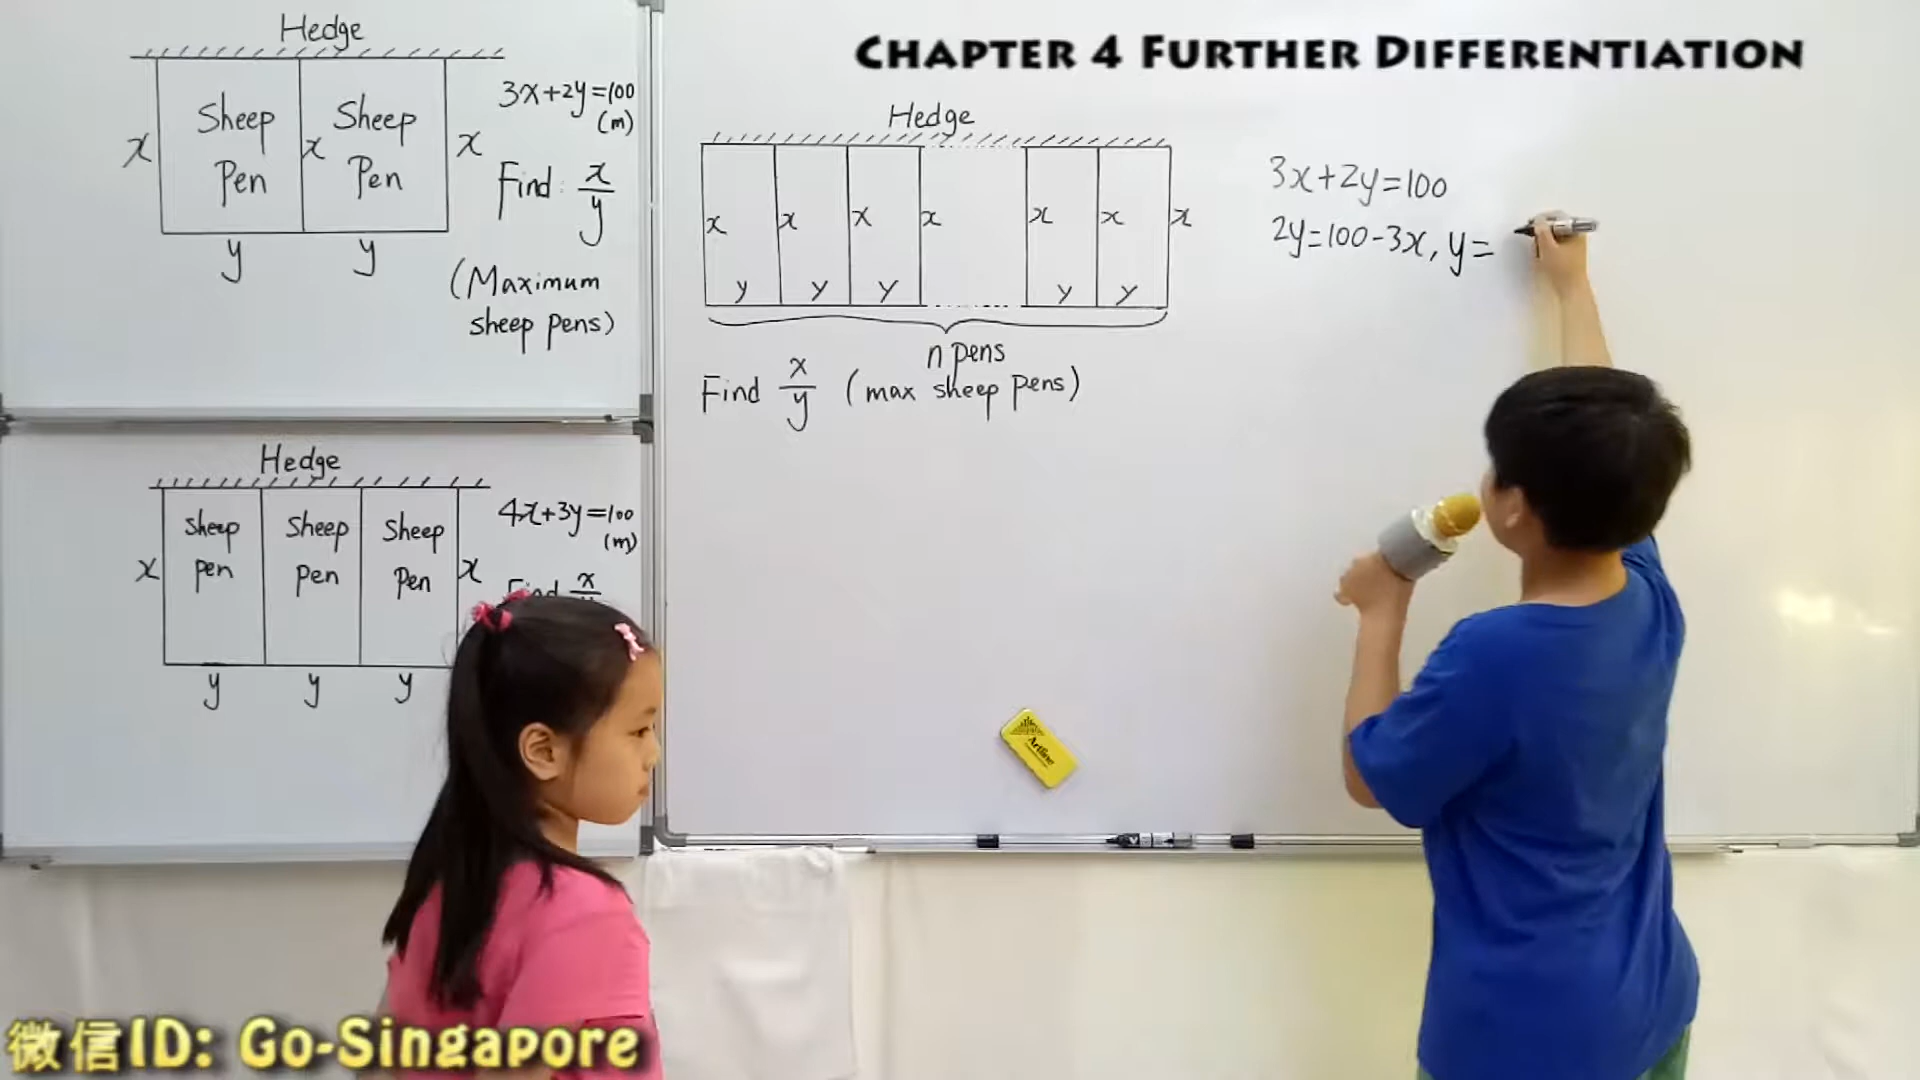 CHAPTER 4 FURTHER DIFFERENTIATION
Hedge
Sheep Pen
Sheep Pen
x
x
x
y
y
3x+2y=100
(m)
Find: x/y
(Maximum
sheep pens)
Hedge
Sheep pen
Sheep pen
Sheep pen
x
x
y
y
y
4x+3y=100
(m)
Find x
Hedge
x x x x x x x
y y y y y
n pens
Find x/y (max sheep pens)
3x+2y=100
2y=100-3x, y=
Artline
微信ID: Go-Singapore